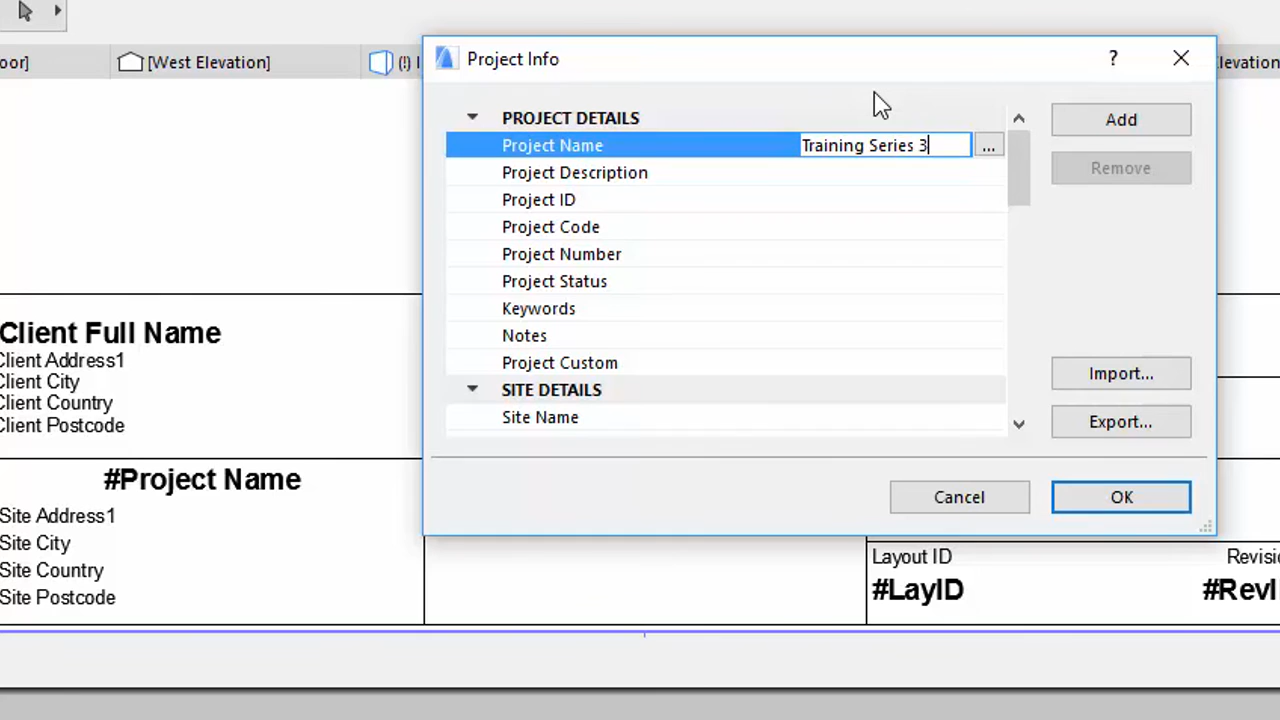 oor]
[West Elevation]
(!) I
Elevation
Project Info
?
PROJECT DETAILS
Project Name
Training Series 3
...
Project Description
Project ID
Project Code
Project Number
Project Status
Keywords
Notes
Project Custom
SITE DETAILS
Site Name
Add
Remove
Import...
Export...
Cancel
OK
Client Full Name
Client Address1
Client City
Client Country
Client Postcode
#Project Name
Site Address1
Site City
Site Country
Site Postcode
Layout ID
Revisio
#LayID
#RevI